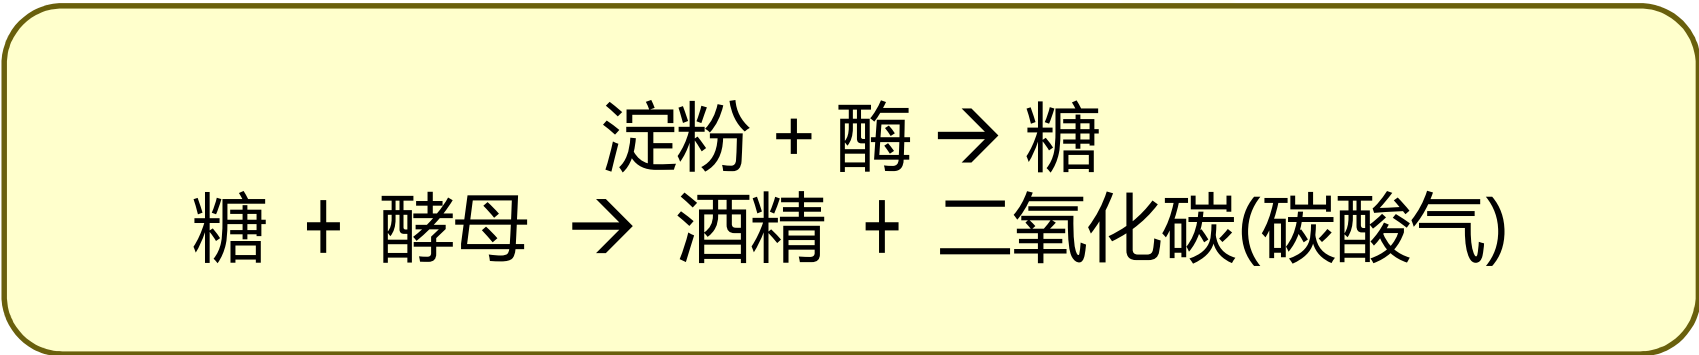 淀粉 + 酶 → 糖
糖 + 酵母 → 酒精 + 二氧化碳(碳酸气)